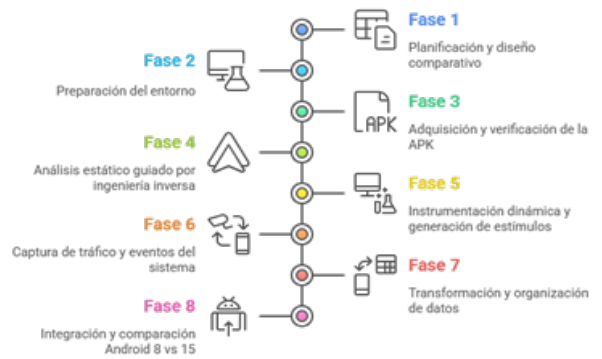 Fase 1
Planificación y diseño
comparativo
Fase 2
Preparación del entorno
Fase 3
APK
Adquisición y verificación de la
APK
Fase 4
Análisis estático guiado por
ingeniería inversa
Fase 5
Instrumentación dinámica y
generación de estímulos
Fase 6
Captura de tráfico y eventos del
sistema
Fase 7
Transformación y organización
de datos
Fase 8
Integración y comparación
Android 8 vs 15